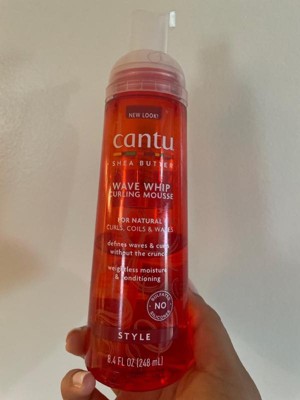 NEW LOOK!
cantu
SHEA BUTTER
WAVE WHIP
CURLING MOUSSE
FOR NATURAL
CURLS, COILS & WAVES
defines waves & curls
without the crunch
weightless moisture
& conditioning
NO
STYLE
8.4 FL OZ (248 mL)